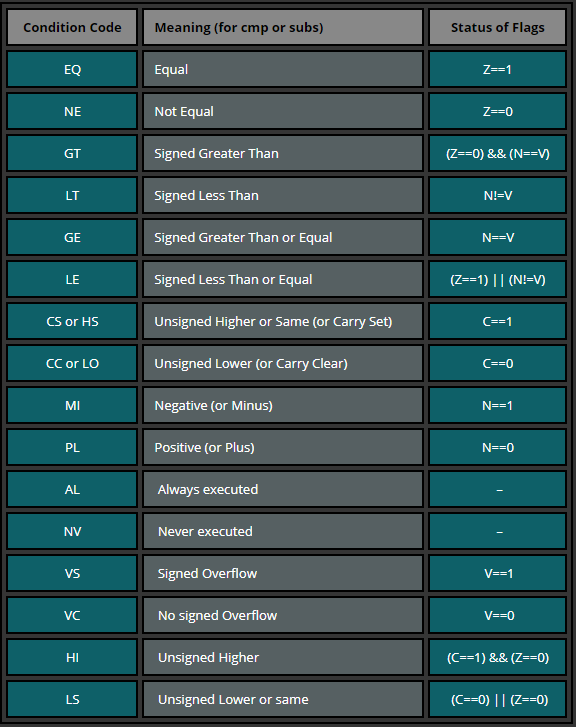 Condition Code Meaning (for cmp or subs) Status of Flags
EQ Equal Z==1
NE Not Equal Z==0
GT Signed Greater Than (Z==0) && (N==V)
LT Signed Less Than N!=V
GE Signed Greater Than or Equal N==V
LE Signed Less Than or Equal (Z==1) || (N!=V)
CS or HS Unsigned Higher or Same (or Carry Set) C==1
CC or LO Unsigned Lower (or Carry Clear) C==0
MI Negative (or Minus) N==1
PL Positive (or Plus) N==0
AL Always executed –
NV Never executed –
VS Signed Overflow V==1
VC No signed Overflow V==0
HI Unsigned Higher (C==1) && (Z==0)
LS Unsigned Lower or same (C==0) || (Z==0)